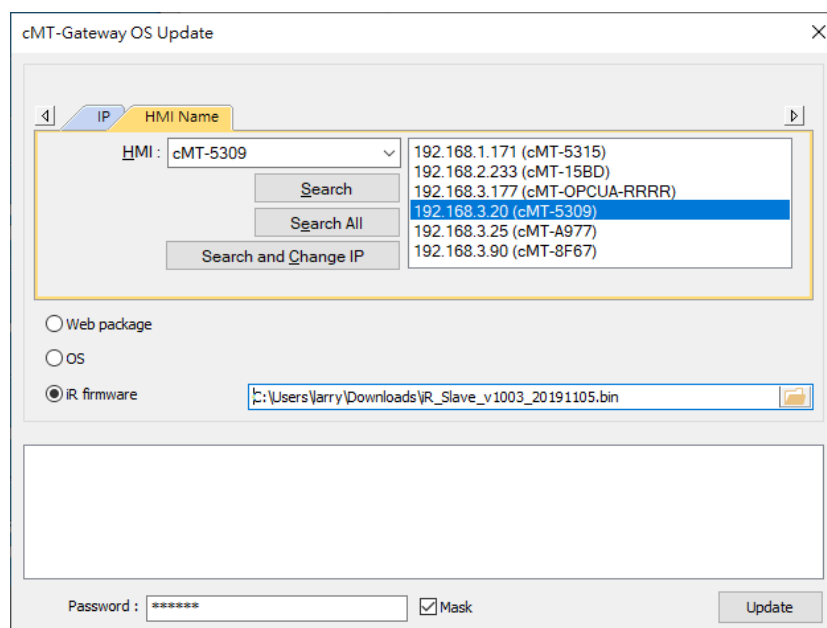 cMT-Gateway OS Update
IP
HMI Name
HMI : cMT-5309
Search
Search All
Search and Change IP
192.168.1.171 (cMT-5315)
192.168.2.233 (cMT-15BD)
192.168.3.177 (cMT-OPCUA-RRRR)
192.168.3.20 (cMT-5309)
192.168.3.25 (cMT-A977)
192.168.3.90 (cMT-8F67)
Web package
OS
iR firmware C:\Users\larry\Downloads\iR_Slave_v1003_20191105.bin
Password : ****** Mask Update